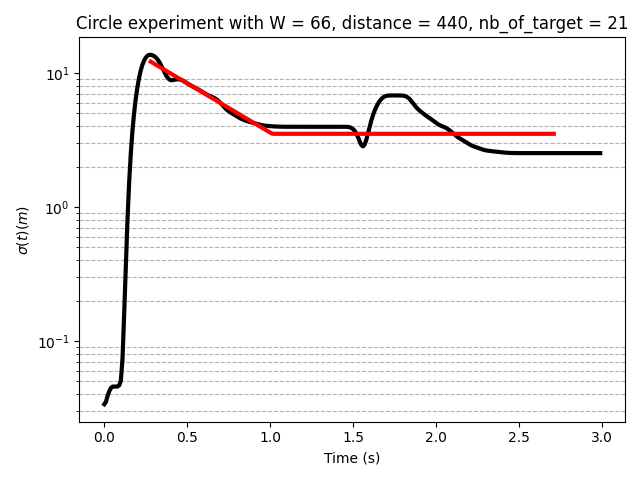 Circle experiment with W = 66, distance = 440, nb_of_target = 21
σ(t)(m)
10¹
10⁰
10⁻¹
0.0 0.5 1.0 1.5 2.0 2.5 3.0
Time (s)